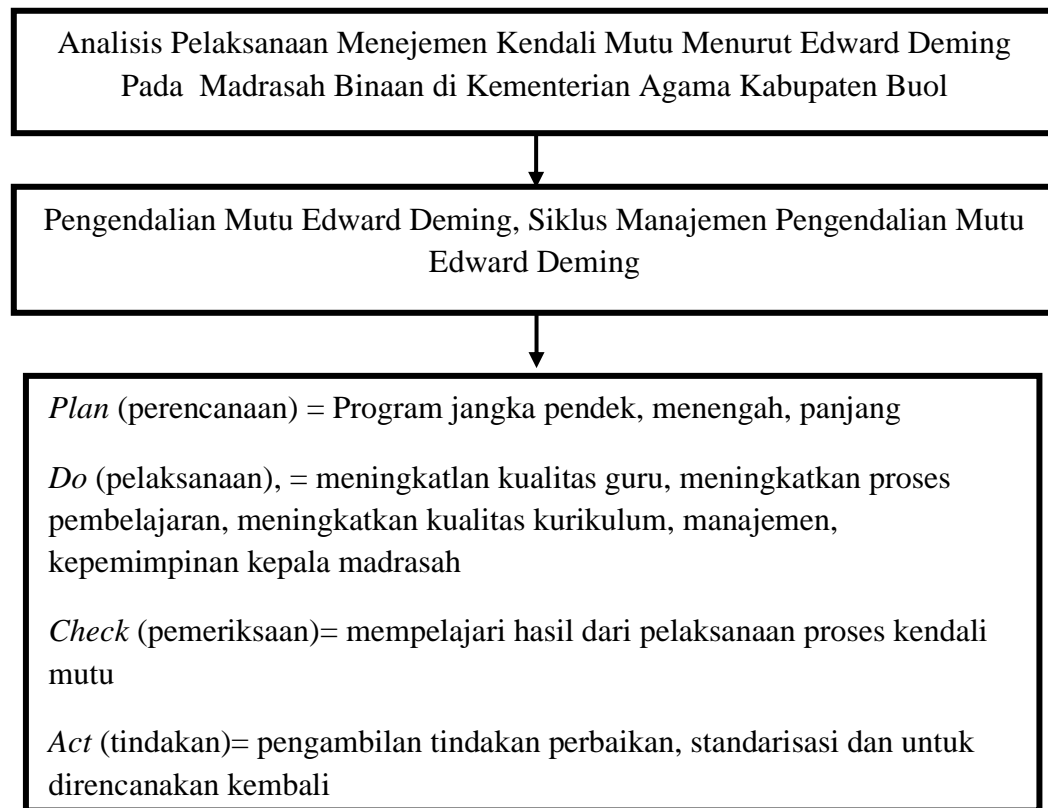 Analisis Pelaksanaan Menejemen Kendali Mutu Menurut Edward Deming
Pada Madrasah Binaan di Kementerian Agama Kabupaten Buol
Pengendalian Mutu Edward Deming, Siklus Manajemen Pengendalian Mutu
Edward Deming
Plan (perencanaan) = Program jangka pendek, menengah, panjang
Do (pelaksanaan), = meningkatlan kualitas guru, meningkatkan proses
pembelajaran, meningkatkan kualitas kurikulum, manajemen,
kepemimpinan kepala madrasah
Check (pemeriksaan)= mempelajari hasil dari pelaksanaan proses kendali
mutu
Act (tindakan)= pengambilan tindakan perbaikan, standarisasi dan untuk
direncanakan kembali